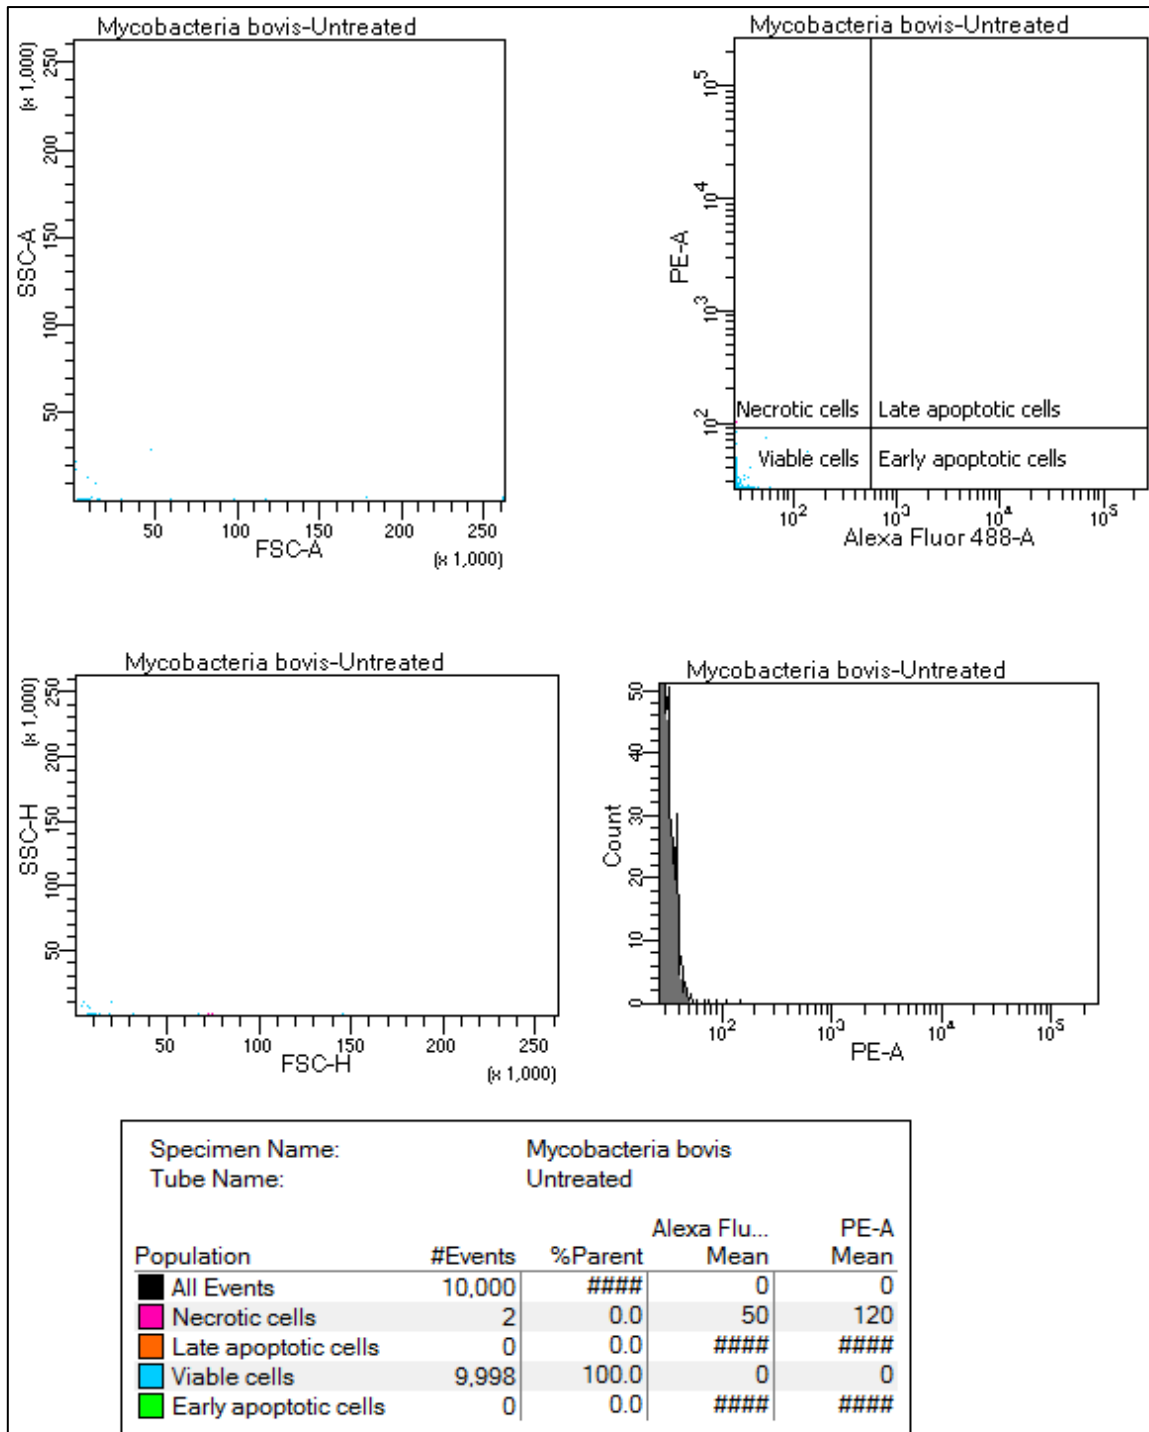 Mycobacteria bovis-Untreated
(x 1,000)
250
200
150
100
50
SSC-A
50 100 150 200 250
FSC-A
(x 1,000)
Mycobacteria bovis-Untreated
10^5
10^4
10^3
10^2
PE-A
Necrotic cells Late apoptotic cells
Viable cells Early apoptotic cells
10^2 10^3 10^4 10^5
Alexa Fluor 488-A
Mycobacteria bovis-Untreated
(x 1,000)
250
200
150
100
50
SSC-H
50 100 150 200 250
FSC-H
(x 1,000)
Mycobacteria bovis-Untreated
50
40
30
20
10
0
Count
10^2 10^3 10^4 10^5
PE-A
Specimen Name: Mycobacteria bovis
Tube Name: Untreated
Alexa Flu... PE-A
Population #Events %Parent Mean Mean
All Events 10,000 #### 0 0
Necrotic cells 2 0.0 50 120
Late apoptotic cells 0 0.0 #### ####
Viable cells 9,998 100.0 0 0
Early apoptotic cells 0 0.0 #### ####